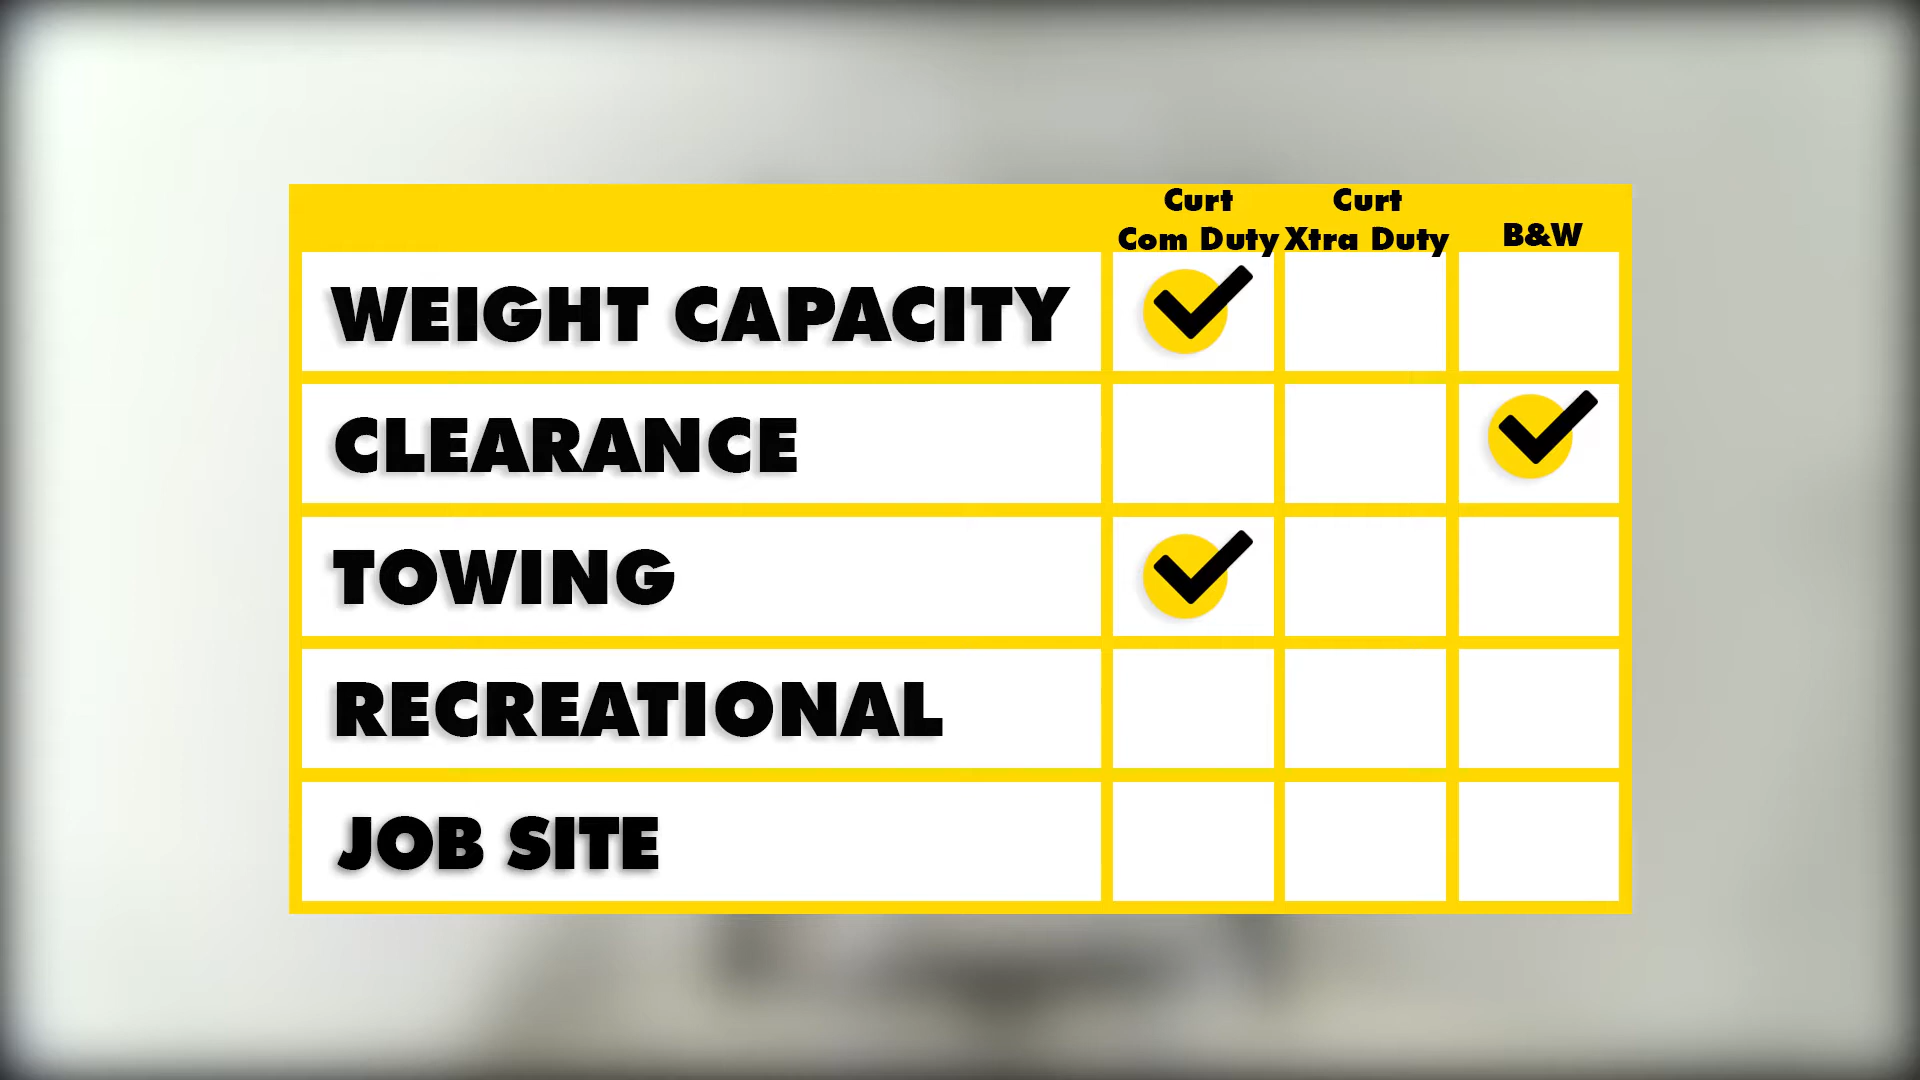 Curt
Com Duty
Curt
Xtra Duty
B&W
WEIGHT CAPACITY
CLEARANCE
TOWING
RECREATIONAL
JOB SITE